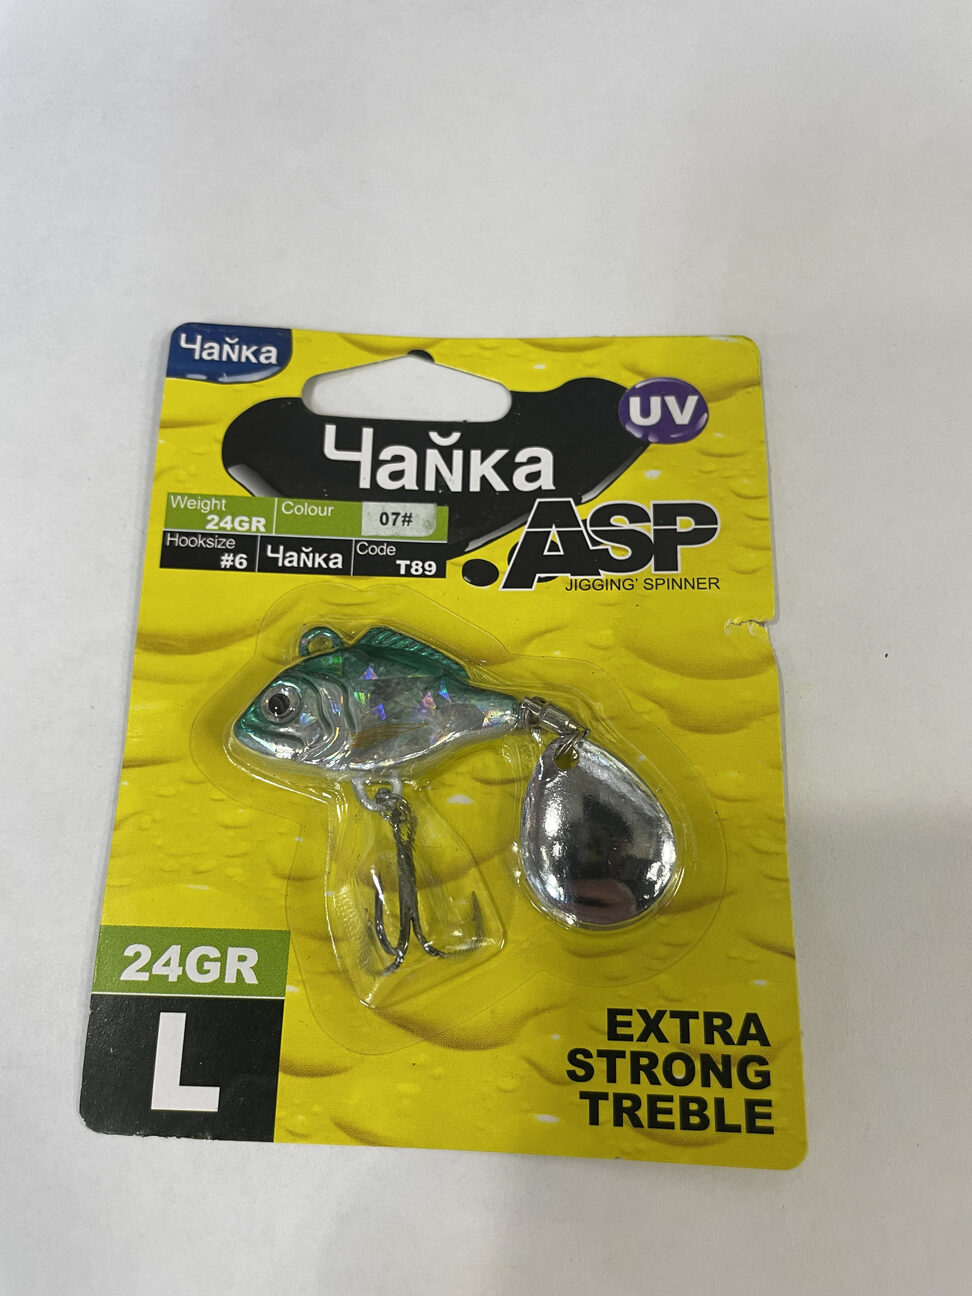 Чайка
UV
Чайка
Weight
24GR
Colour
07#
Hooksize
#6
Чайка
Code
T89
.ASP
JIGGING' SPINNER
24GR
L
EXTRA
STRONG
TREBLE